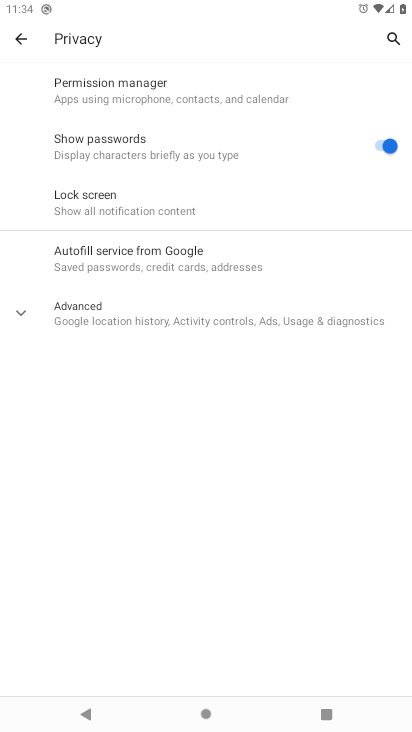 11:34
Privacy
Permission manager
Apps using microphone, contacts, and calendar
Show passwords
Display characters briefly as you type
Lock screen
Show all notification content
Autofill service from Google
Saved passwords, credit cards, addresses
Advanced
Google location history, Activity controls, Ads, Usage & diagnostics